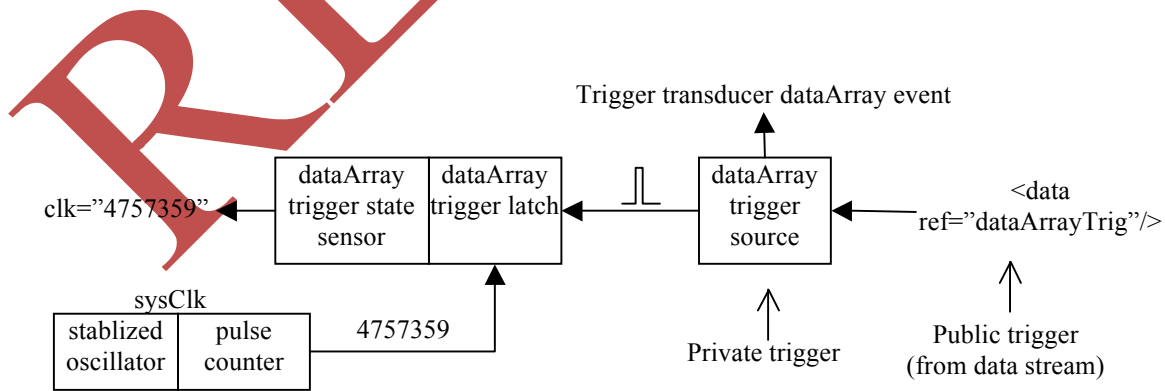 Trigger transducer dataArray event
dataArray
trigger state
sensor
dataArray
trigger latch
dataArray
trigger
source
clk=”4757359”
<data
ref=”dataArrayTrig”/>
sysClk
stablized
oscillator
pulse
counter
4757359
Private trigger
Public trigger
(from data stream)